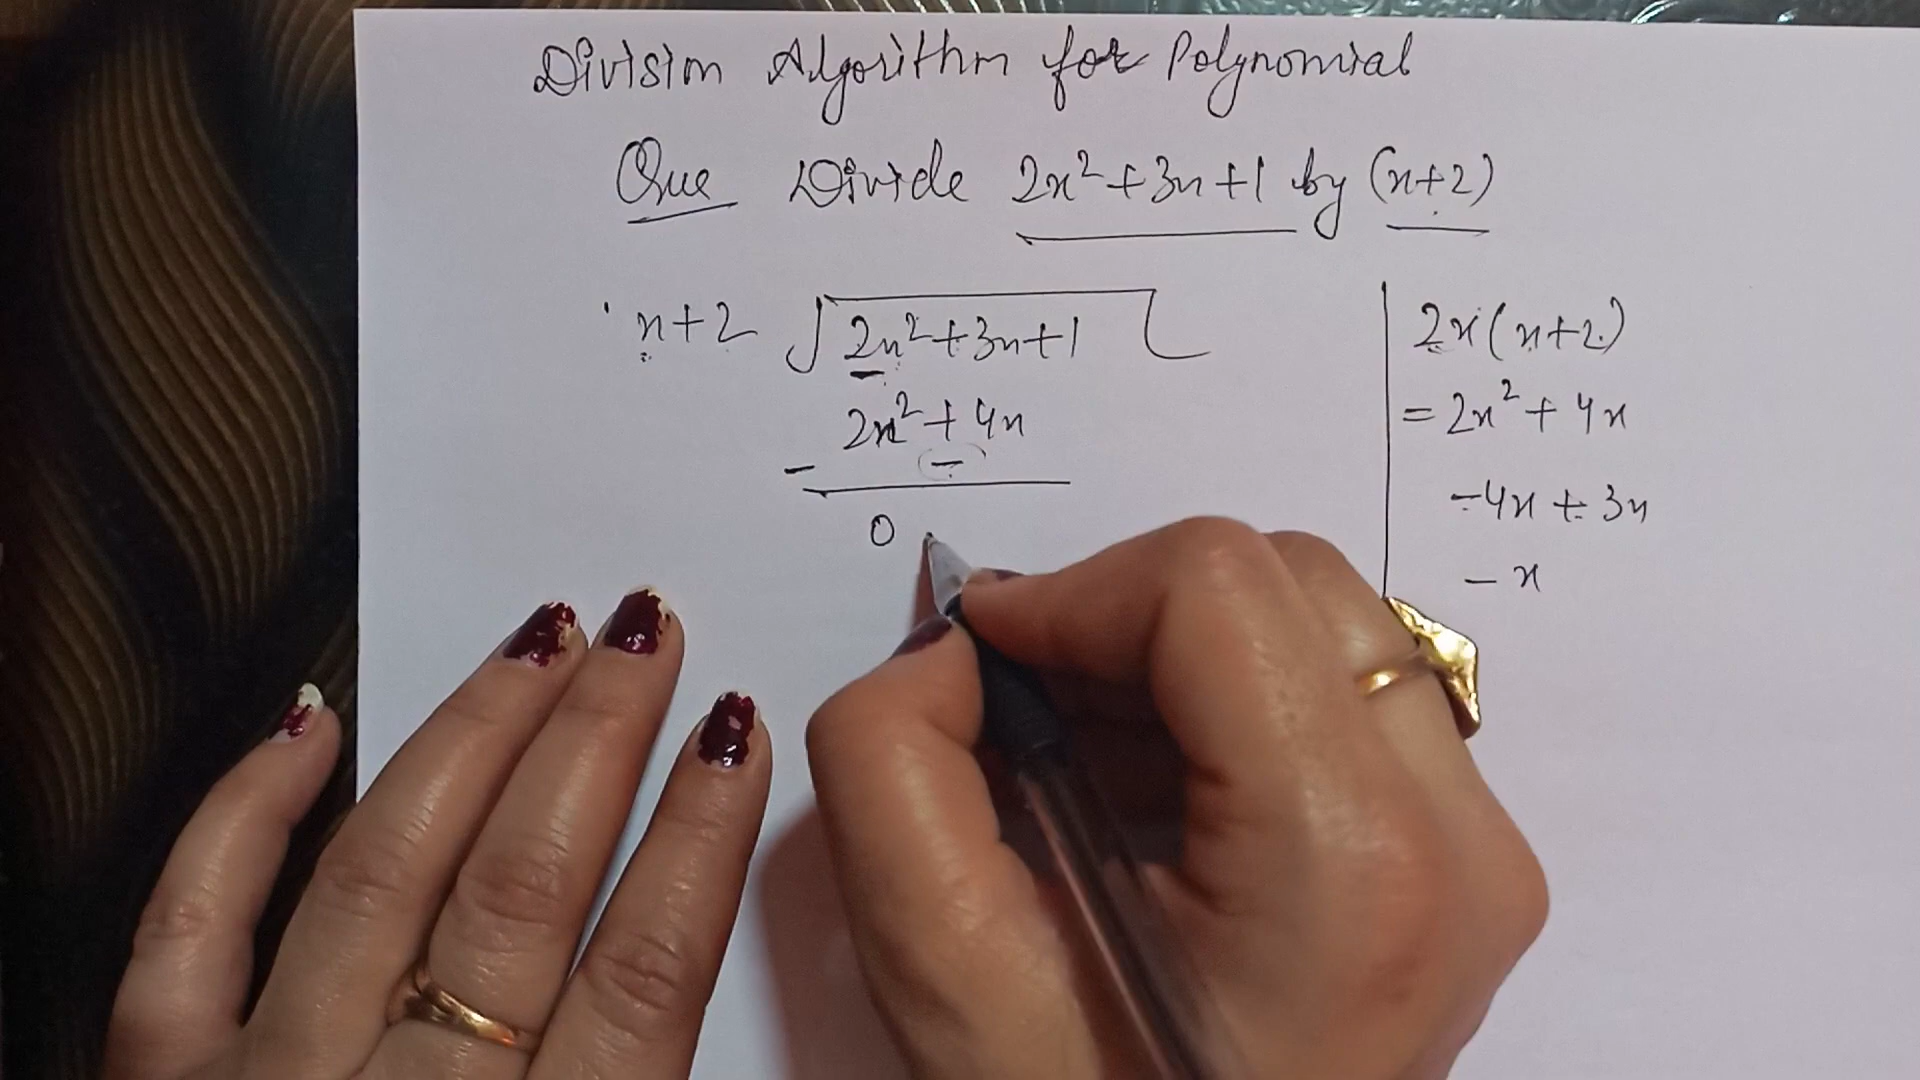 Division Algorithm for Polynomial
Que Divide 2x²+3x+1 by (x+2)
x+2 2x²+3x+1
2x²+4x
- -
0
2x(x+2)
=2x²+4x
-4x+3x
-x